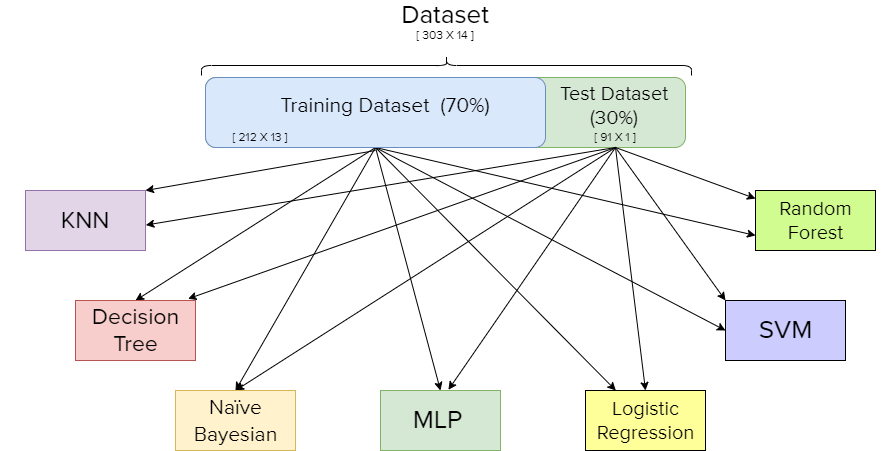 Dataset
[ 303 X 14 ]
Training Dataset (70%)
[ 212 X 13 ]
Test Dataset
(30%)
[ 91 X 1 ]
KNN
Random
Forest
Decision
Tree
SVM
Naïve
Bayesian
MLP
Logistic
Regression